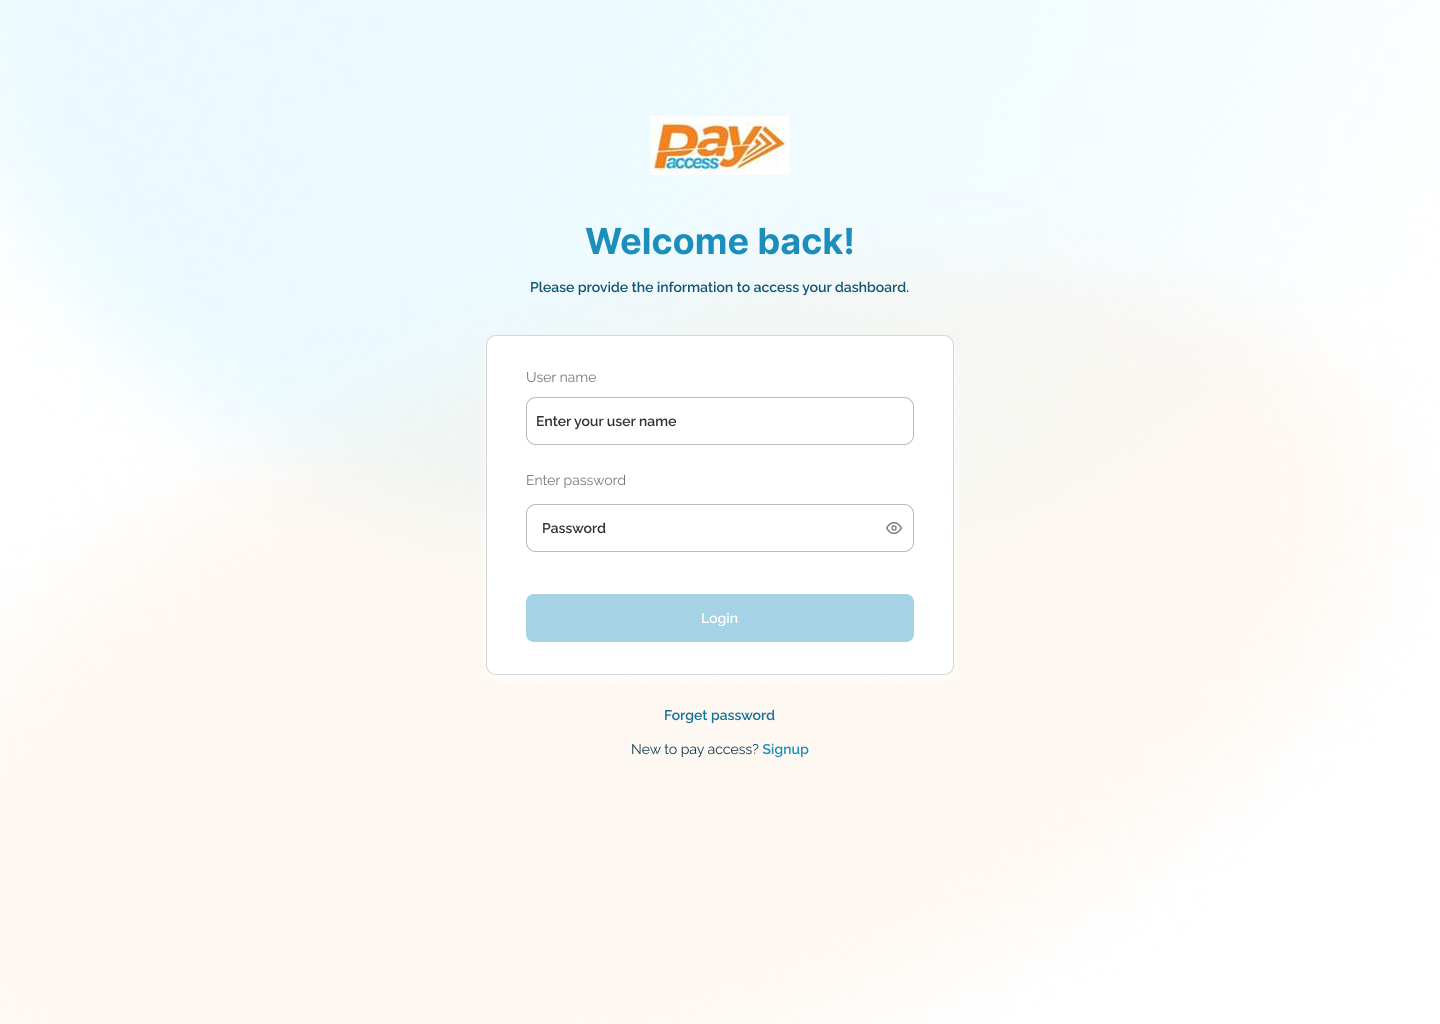 pay
access
Welcome back!
Please provide the information to access your dashboard.
User name
Enter your user name
Enter password
Password
Login
Forget password
New to pay access? Signup